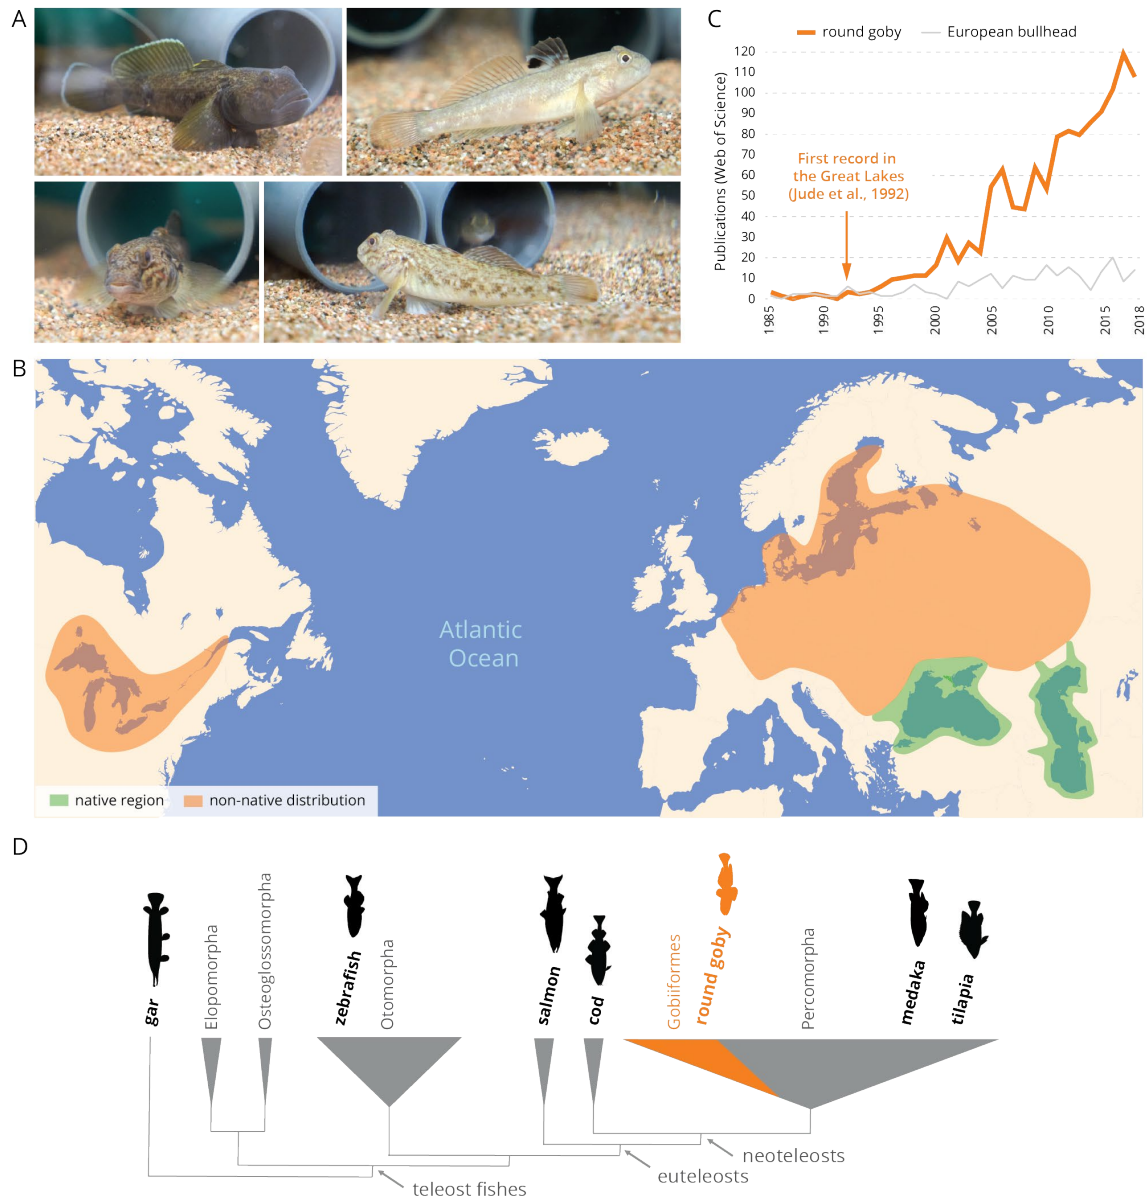 A
C
round goby
European bullhead
Publications (Web of Science)
120
110
100
90
80
70
60
50
40
30
20
10
0
First record in
the Great Lakes
(Jude et al., 1992)
1985
1990
1995
2000
2005
2010
2015
2018
B
Atlantic
Ocean
native region
non-native distribution
D
gar
Elopomorpha
Osteoglossomorpha
zebrafish
Otomorpha
salmon
cod
Gobiiformes
round goby
Percomorpha
medaka
tilapia
neoteleosts
euteleosts
teleost fishes